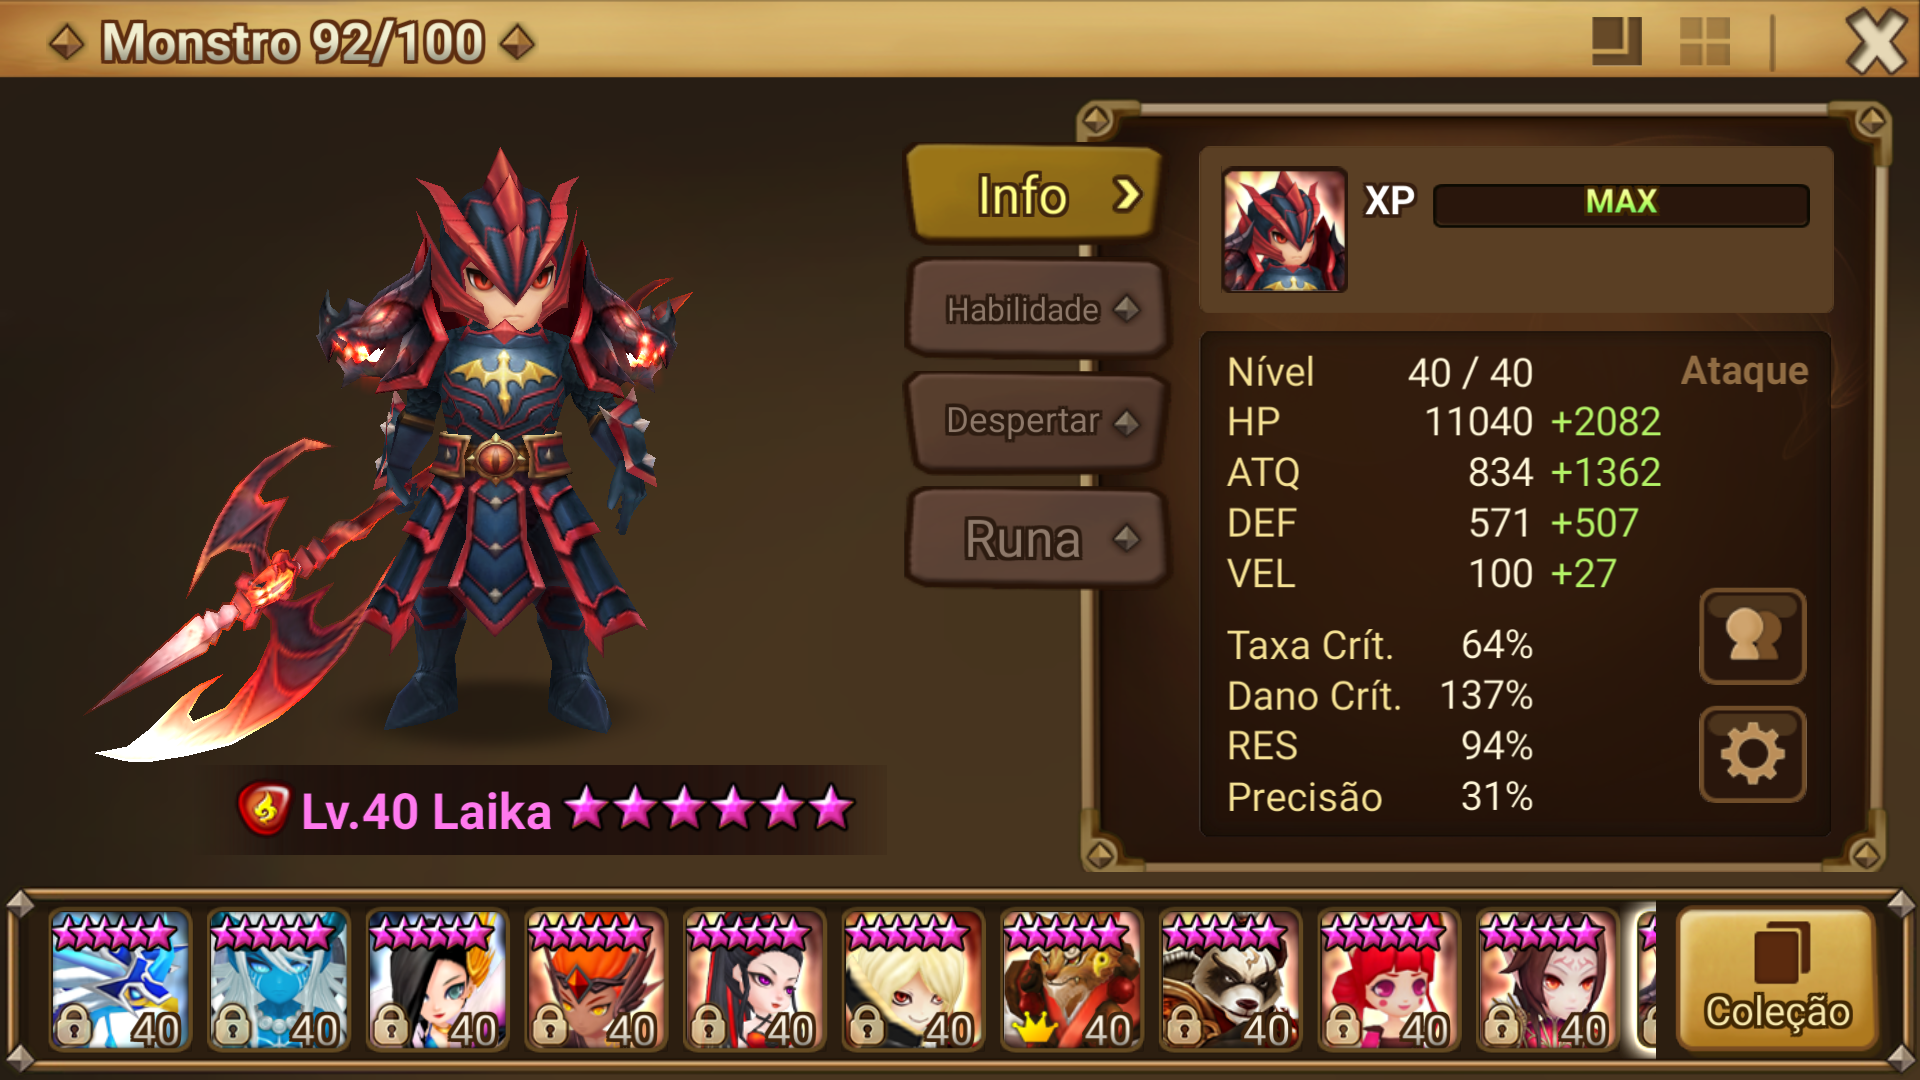 Monstro 92/100
Info
Habilidade
Despertar
Runa
XP MAX
Nível 40 / 40 Ataque
HP 11040 +2082
ATQ 834 +1362
DEF 571 +507
VEL 100 +27
Taxa Crít. 64%
Dano Crít. 137%
RES 94%
Precisão 31%
Lv.40 Laika
40 40 40 40 40 40 40 40 40 40
Coleção